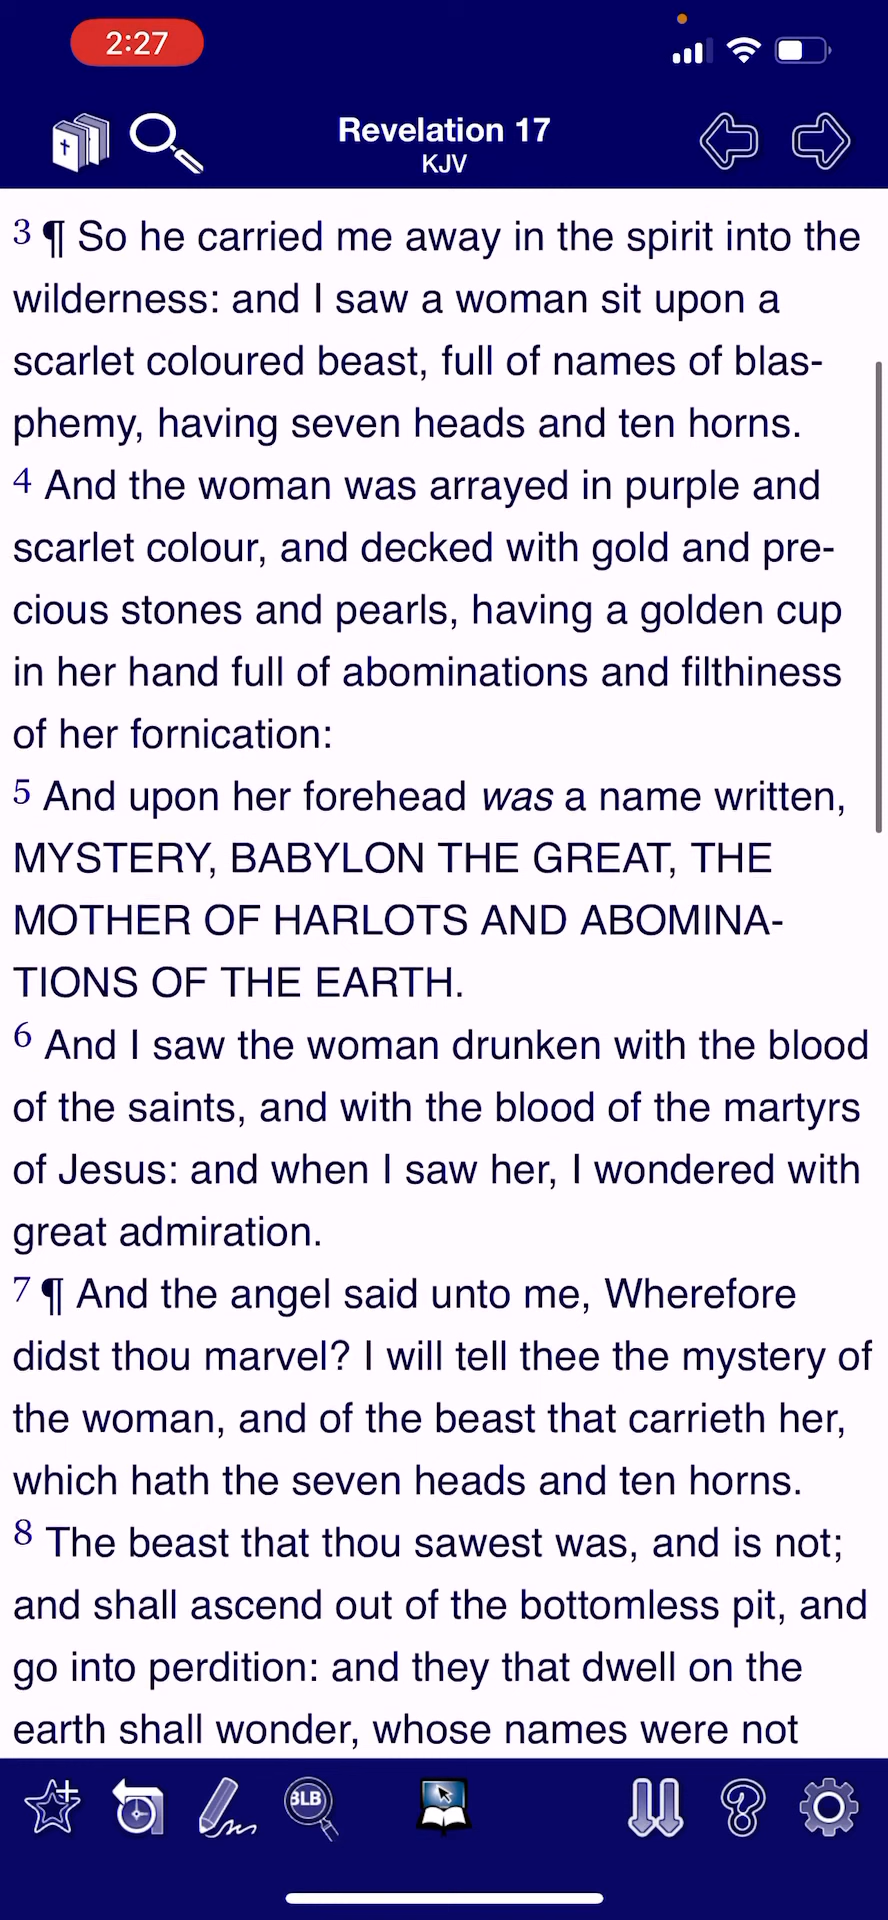 2:27
Revelation 17
KJV
3 ¶ So he carried me away in the spirit into the
wilderness: and I saw a woman sit upon a
scarlet coloured beast, full of names of blas-
phemy, having seven heads and ten horns.
4 And the woman was arrayed in purple and
scarlet colour, and decked with gold and pre-
cious stones and pearls, having a golden cup
in her hand full of abominations and filthiness
of her fornication:
5 And upon her forehead was a name written,
MYSTERY, BABYLON THE GREAT, THE
MOTHER OF HARLOTS AND ABOMINA-
TIONS OF THE EARTH.
6 And I saw the woman drunken with the blood
of the saints, and with the blood of the martyrs
of Jesus: and when I saw her, I wondered with
great admiration.
7 ¶ And the angel said unto me, Wherefore
didst thou marvel? I will tell thee the mystery of
the woman, and of the beast that carrieth her,
which hath the seven heads and ten horns.
8 The beast that thou sawest was, and is not;
and shall ascend out of the bottomless pit, and
go into perdition: and they that dwell on the
earth shall wonder, whose names were not
BLB